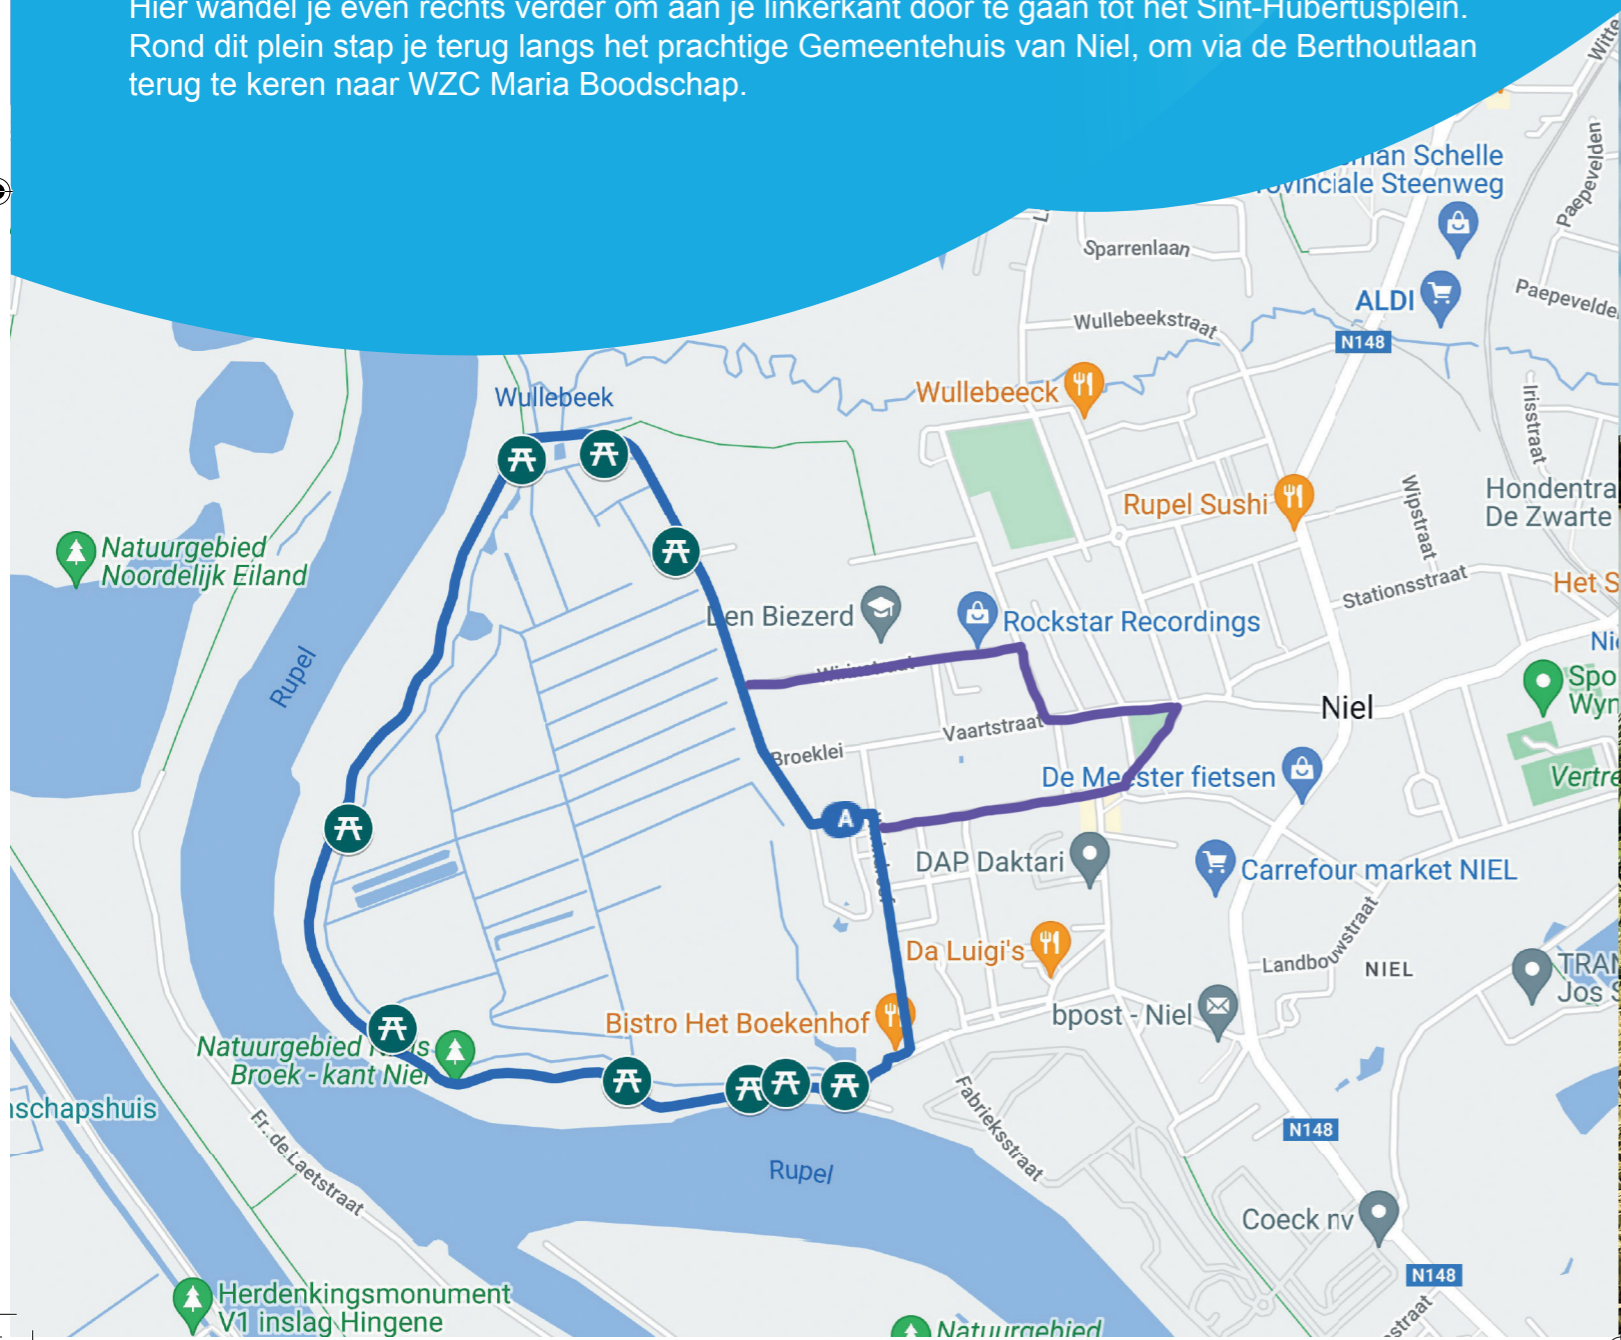 Hier wandel je even rechts verder om aan je linkerkant door te gaan tot het Sint-Hubertusplein.
Rond dit plein stap je terug langs het prachtige Gemeentehuis van Niel, om via de Berthoutlaan
terug te keren naar WZC Maria Boodschap.
Schelle
Steenweg
Paepevelden
Sparrenlaan
ALDI
Wullebeekstraat
N148
Wullebeek
Wullebeeck
Irisstraat
Rupel Sushi
Wipstraat
De Zwarte
Natuurgebied
Noordelijk Eiland
Stationsstraat
Het
Den Biezerd
Rockstar Recordings
Rupel
Niel
Vaartstraat
Broeklei
De Meester fietsen
A
DAP Daktari
Carrefour market NIEL
Landbouwstraat
NIEL
Da Luigi's
Jos
bpost - Niel
Bistro Het Boekenhof
Natuurgebied
Broek - kant Niel
Fabrieksstraat
Fr. de Laetstraat
N148
Rupel
Coeck nv
N148
Herdenkingsmonument
V1 inslag Hingene
Natuurgebied